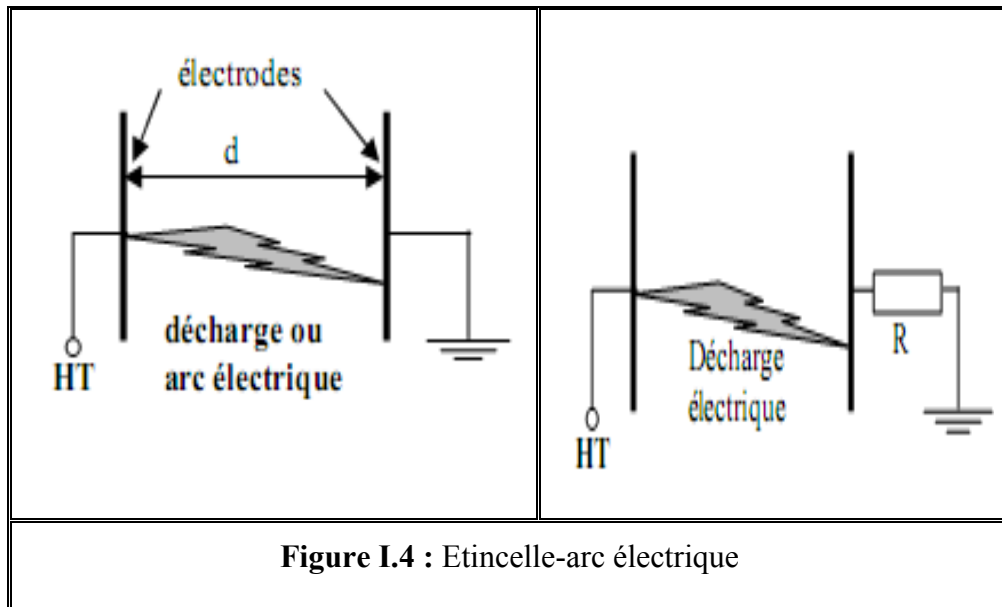 électrodes
d
décharge ou
arc électrique
HT
Décharge
électrique
R
HT
Figure I.4 : Etincelle-arc électrique